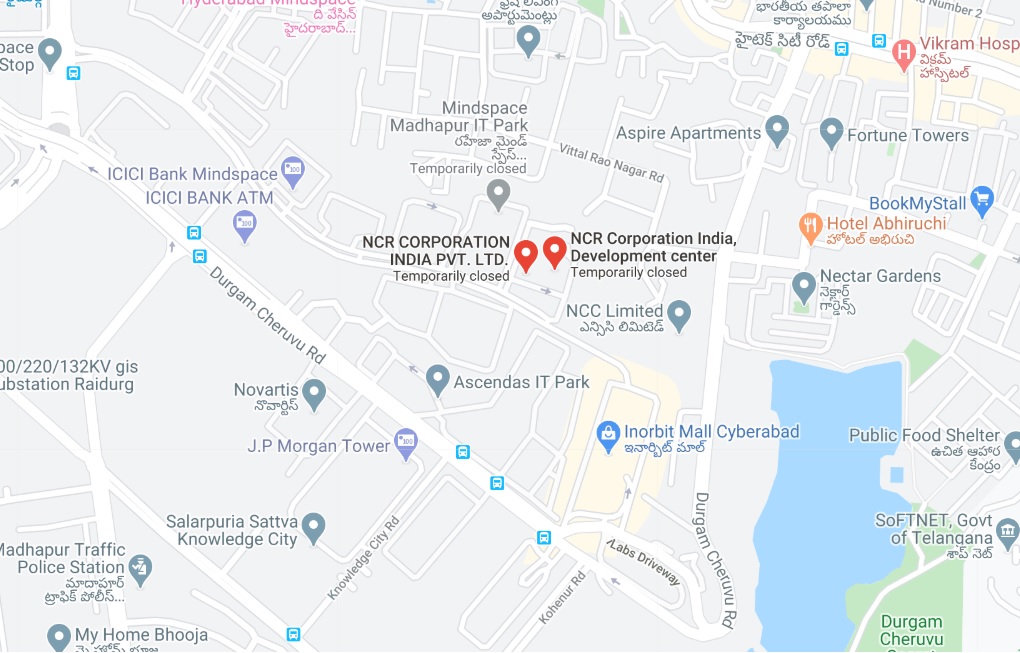 Hyderabad Mindspace
ది వేసిన్
హైదరాబాద్...
ఫ్రెష్ లివింగ్
అపార్టుమెంట్లు
భారతీయ తపాలా
కార్యాలయము
Road Number 2
హైటెక్ సిటీ రోడ్
space
Stop
Vikram Hosp
విక్రమ్
హాస్పిటల్
Mindspace
Madhapur IT Park
రహేజా మైండ్
స్పేస్...
Temporarily closed
Aspire Apartments
Fortune Towers
Vittal Rao Nagar Rd
ICICI Bank Mindspace
ICICI BANK ATM
BookMyStall
Hotel Abhiruchi
హోటల్ అభిరుచి
NCR CORPORATION
INDIA PVT. LTD.
Temporarily closed
NCR Corporation India,
Development center
Temporarily closed
Nectar Gardens
నెక్టార్
గార్డెన్స్
NCC Limited
ఎన్సిసి లిమిటెడ్
Durgam Cheruvu Rd
00/220/132KV gis
ubstation Raidurg
Novartis
నొవార్టిస్
Ascendas IT Park
J.P Morgan Tower
Inorbit Mall Cyberabad
ఇనార్బిట్ మాల్
Public Food Shelter
ఉచిత ఆహార
కేంద్రం
Salarpuria Sattva
Knowledge City
Knowledge City Rd
Durgam Cheruvu Rd
SoFTNET, Govt
of Telangana
శాప్ నెట్
Madhapur Traffic
Police Station
మాదాపూర్
ట్రాఫిక్ పోలీస్...
iLabs Driveway
Kohenur Rd
My Home Bhooja
మై హోమ్ భూజ
Durgam
Cheruvu